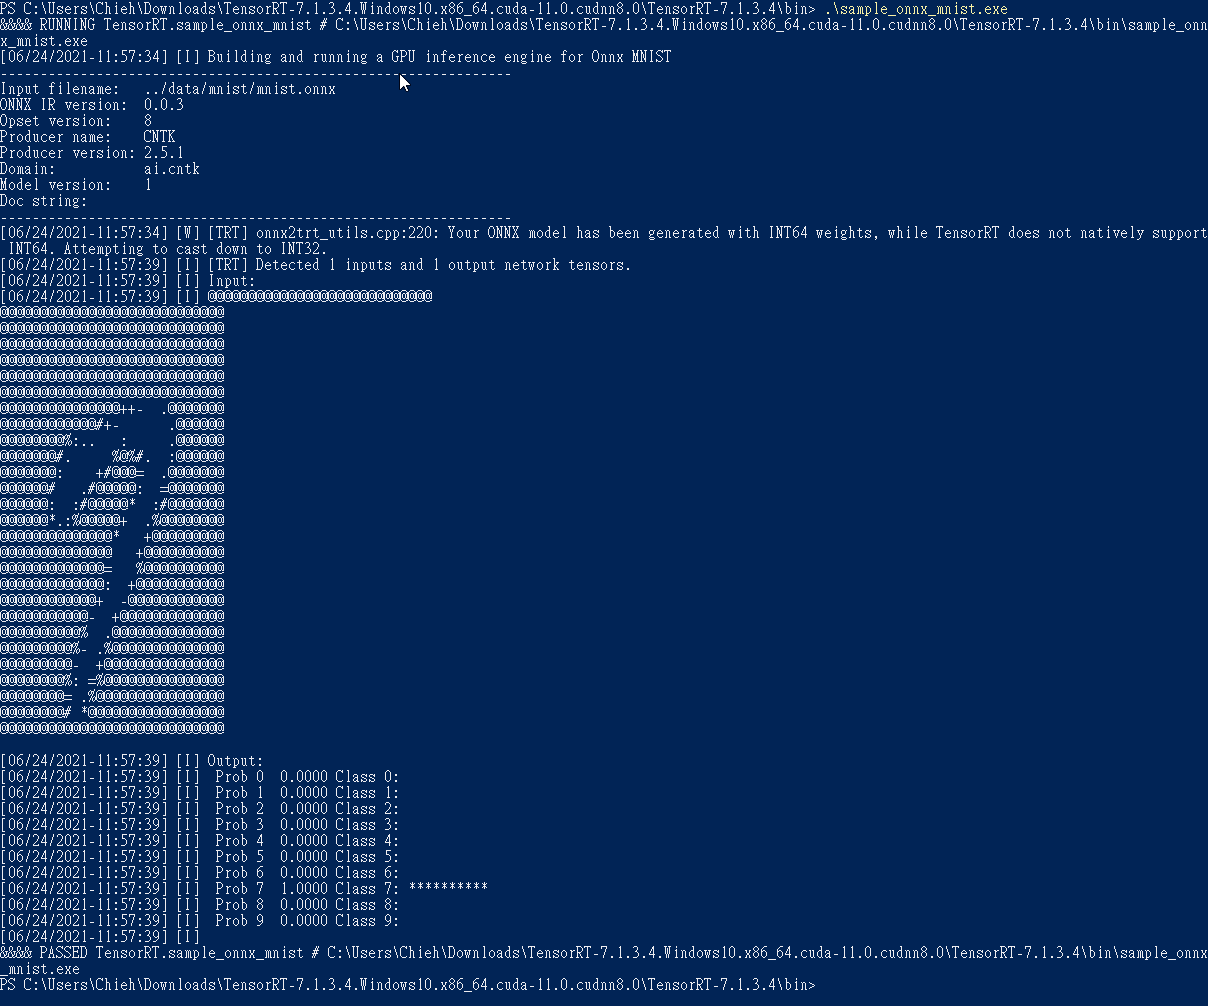 PS C:\Users\Chieh\Downloads\TensorRT-7.1.3.4.Windows10.x86_64.cuda-11.0.cudnn8.0\TensorRT-7.1.3.4\bin> .\sample_onnx_mnist.exe
&&&& RUNNING TensorRT.sample_onnx_mnist # C:\Users\Chieh\Downloads\TensorRT-7.1.3.4.Windows10.x86_64.cuda-11.0.cudnn8.0\TensorRT-7.1.3.4\bin\sample_onn
x_mnist.exe
[06/24/2021-11:57:34] [I] Building and running a GPU inference engine for Onnx MNIST
----------------------------------------------------------------
Input filename:   ../data/mnist/mnist.onnx
ONNX IR version:  0.0.3
Opset version:    8
Producer name:    CNTK
Producer version: 2.5.1
Domain:           ai.cntk
Model version:    1
Doc string:
----------------------------------------------------------------
[06/24/2021-11:57:34] [W] [TRT] onnx2trt_utils.cpp:220: Your ONNX model has been generated with INT64 weights, while TensorRT does not natively support
 INT64. Attempting to cast down to INT32.
[06/24/2021-11:57:39] [I] [TRT] Detected 1 inputs and 1 output network tensors.
[06/24/2021-11:57:39] [I] Input:
[06/24/2021-11:57:39] [I] @@@@@@@@@@@@@@@@@@@@@@@@@@@@
@@@@@@@@@@@@@@@@@@@@@@@@@@@@
@@@@@@@@@@@@@@@@@@@@@@@@@@@@
@@@@@@@@@@@@@@@@@@@@@@@@@@@@
@@@@@@@@@@@@@@@@@@@@@@@@@@@@
@@@@@@@@@@@@@@@@@@@@@@@@@@@@
@@@@@@@@@@@@@@@@@@@@@@@@@@@@
@@@@@@@@@@@@@@@++-  .@@@@@@@
@@@@@@@@@@@@#+-      .@@@@@@
@@@@@@@@%:..   :     .@@@@@@
@@@@@@@#.     %@%#.  :@@@@@@
@@@@@@@:    +#@@@=  .@@@@@@@
@@@@@@#   .#@@@@@:  =@@@@@@@
@@@@@@:  :#@@@@@*  :#@@@@@@@
@@@@@@*.:%@@@@@+  .%@@@@@@@@
@@@@@@@@@@@@@@*   +@@@@@@@@@
@@@@@@@@@@@@@@   +@@@@@@@@@@
@@@@@@@@@@@@@=   %@@@@@@@@@@
@@@@@@@@@@@@@:  +@@@@@@@@@@@
@@@@@@@@@@@@+  -@@@@@@@@@@@@
@@@@@@@@@@@-  +@@@@@@@@@@@@@
@@@@@@@@@@%  .@@@@@@@@@@@@@@
@@@@@@@@@%- .%@@@@@@@@@@@@@@
@@@@@@@@@-  +@@@@@@@@@@@@@@@
@@@@@@@@%: =%@@@@@@@@@@@@@@@
@@@@@@@@= .%@@@@@@@@@@@@@@@@
@@@@@@@@# *@@@@@@@@@@@@@@@@@
@@@@@@@@@@@@@@@@@@@@@@@@@@@@
[06/24/2021-11:57:39] [I] Output:
[06/24/2021-11:57:39] [I]  Prob 0  0.0000 Class 0:
[06/24/2021-11:57:39] [I]  Prob 1  0.0000 Class 1:
[06/24/2021-11:57:39] [I]  Prob 2  0.0000 Class 2:
[06/24/2021-11:57:39] [I]  Prob 3  0.0000 Class 3:
[06/24/2021-11:57:39] [I]  Prob 4  0.0000 Class 4:
[06/24/2021-11:57:39] [I]  Prob 5  0.0000 Class 5:
[06/24/2021-11:57:39] [I]  Prob 6  0.0000 Class 6:
[06/24/2021-11:57:39] [I]  Prob 7  1.0000 Class 7: **********
[06/24/2021-11:57:39] [I]  Prob 8  0.0000 Class 8:
[06/24/2021-11:57:39] [I]  Prob 9  0.0000 Class 9:
[06/24/2021-11:57:39] [I]
&&&& PASSED TensorRT.sample_onnx_mnist # C:\Users\Chieh\Downloads\TensorRT-7.1.3.4.Windows10.x86_64.cuda-11.0.cudnn8.0\TensorRT-7.1.3.4\bin\sample_onnx
_mnist.exe
PS C:\Users\Chieh\Downloads\TensorRT-7.1.3.4.Windows10.x86_64.cuda-11.0.cudnn8.0\TensorRT-7.1.3.4\bin>